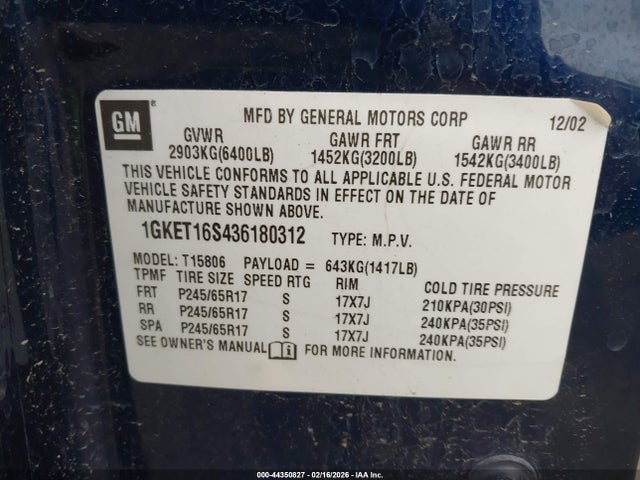 GM ® MFD BY GENERAL MOTORS CORP 12/02
GVWR GAWR FRT GAWR RR
2903KG(6400LB) 1452KG(3200LB) 1542KG(3400LB)
THIS VEHICLE CONFORMS TO ALL APPLICABLE U.S. FEDERAL MOTOR
VEHICLE SAFETY STANDARDS IN EFFECT ON THE DATE OF
MANUFACTURE SHOWN ABOVE.
1GKET16S436180312 TYPE: M.P.V.
MODEL: T15806 PAYLOAD = 643KG(1417LB)
TPMF TIRE SIZE SPEED RTG RIM COLD TIRE PRESSURE
FRT P245/65R17 S 17X7J 210KPA(30PSI)
RR P245/65R17 S 17X7J 240KPA(35PSI)
SPA P245/65R17 S 17X7J 240KPA(35PSI)
SEE OWNER'S MANUAL FOR MORE INFORMATION.
000-44350827 - 02/16/2026 - IAA Inc.